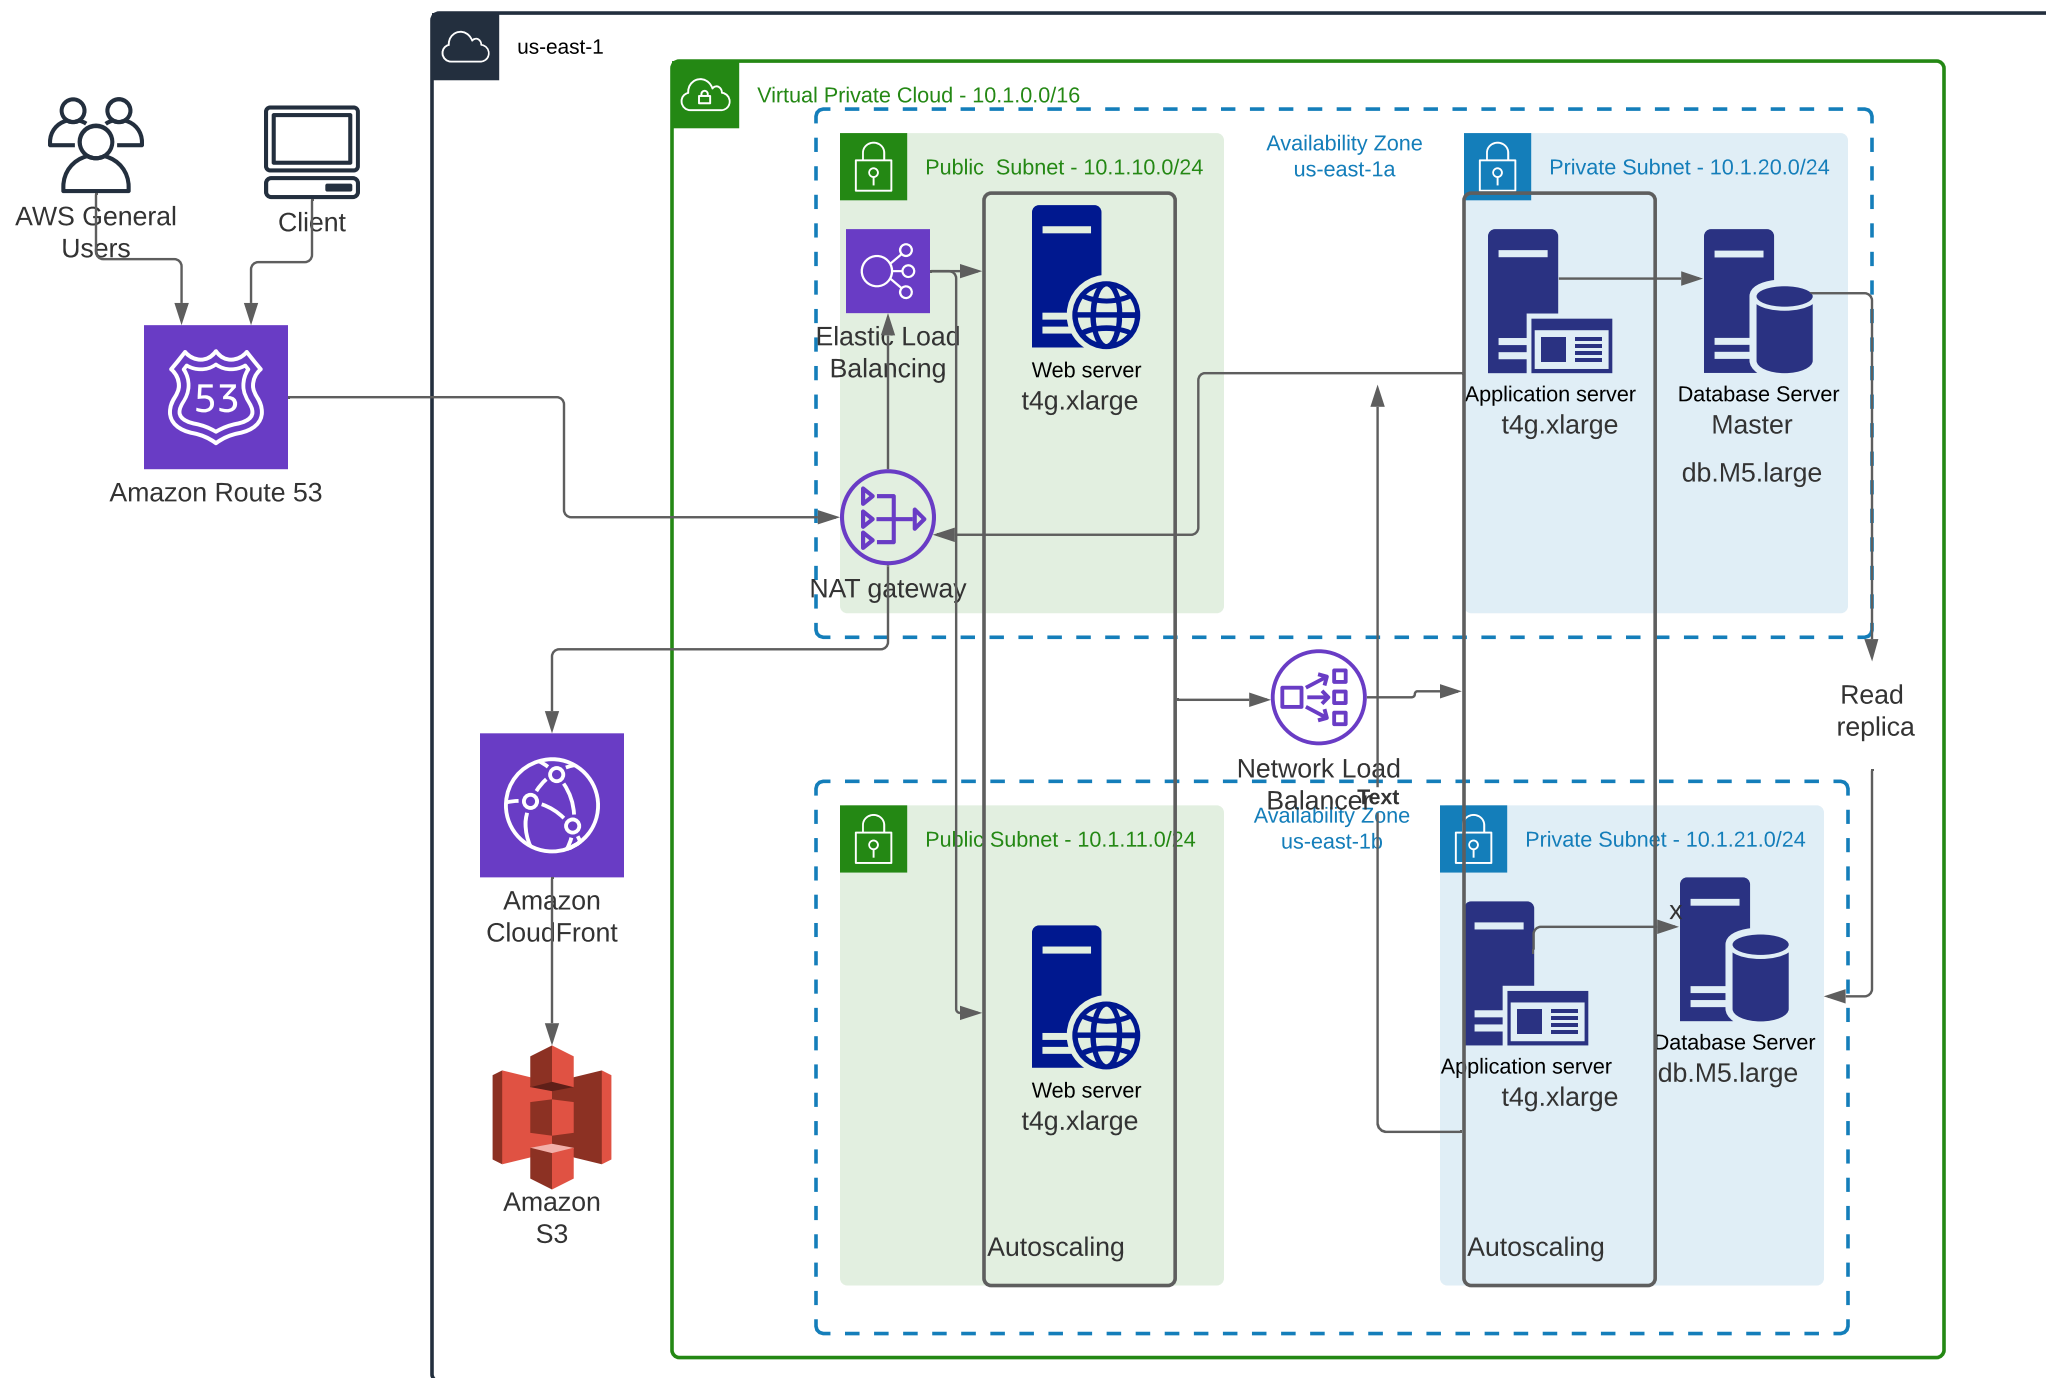 us-east-1
Virtual Private Cloud - 10.1.0.0/16
AWS General
Users
Client
Public  Subnet - 10.1.10.0/24
Availability Zone
us-east-1a
Private Subnet - 10.1.20.0/24
Elastic Load
Balancing
Web server
t4g.xlarge
Application server
t4g.xlarge
Database Server
Master
db.M5.large
53
Amazon Route 53
NAT gateway
Read
replica
Network Load
Balancer
Text
Availability Zone
us-east-1b
Public Subnet - 10.1.11.0/24
Private Subnet - 10.1.21.0/24
Amazon
CloudFront
x
Web server
t4g.xlarge
Application server
t4g.xlarge
Database Server
db.M5.large
Amazon
S3
Autoscaling
Autoscaling